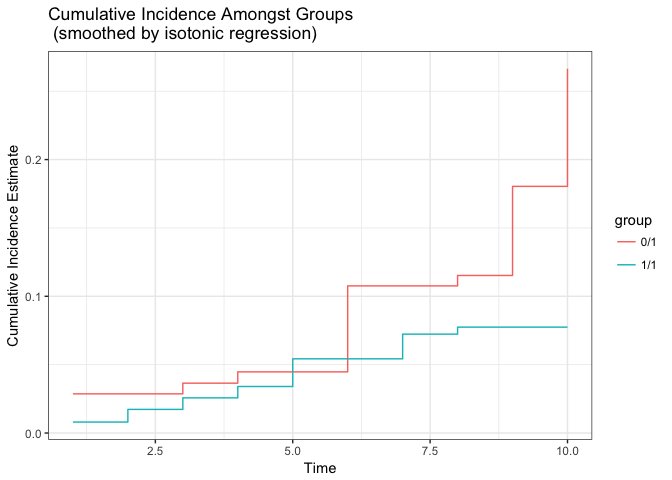 Cumulative Incidence Amongst Groups
(smoothed by isotonic regression)
Cumulative Incidence Estimate
0.2
0.1
0.0
2.5
5.0
7.5
10.0
Time
group
0/1
1/1